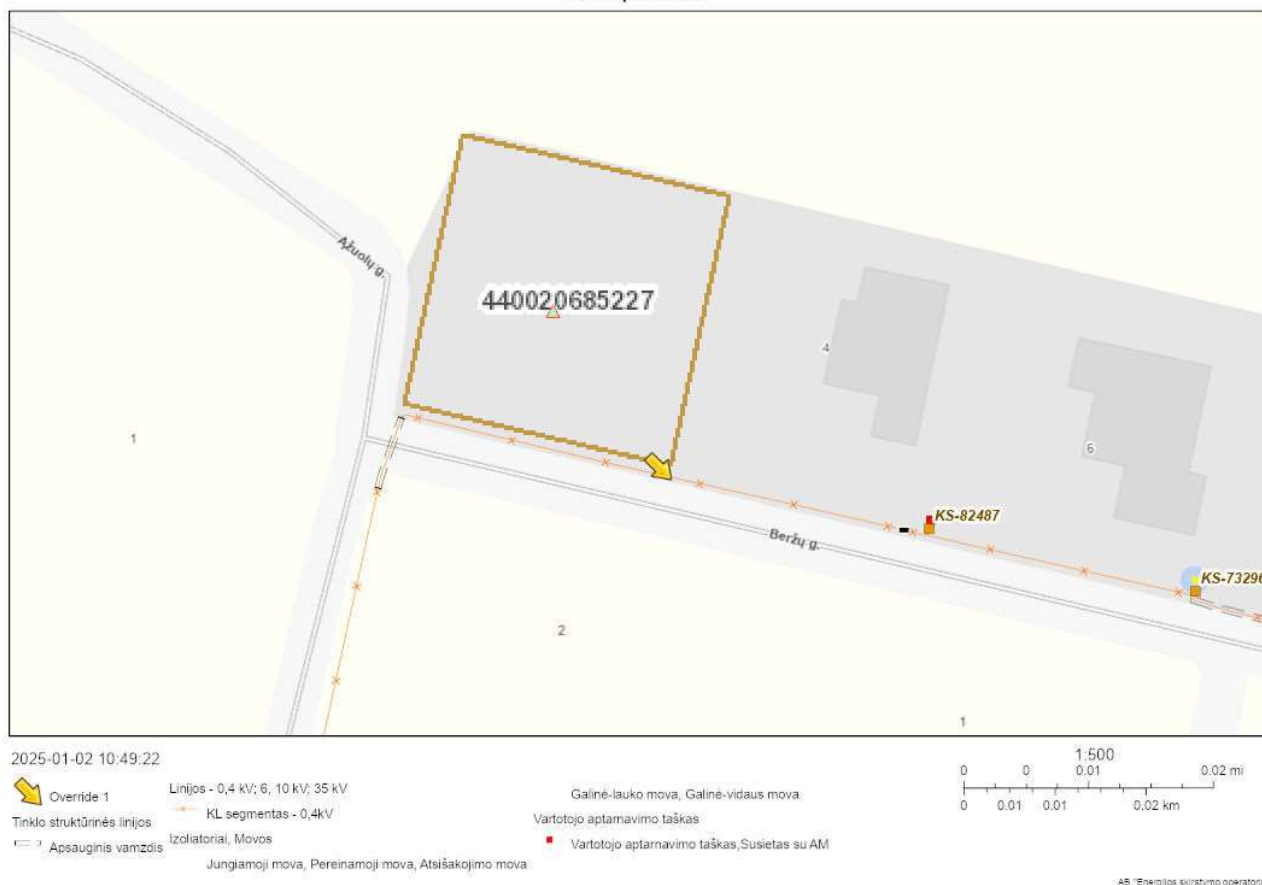 Ąžuolų g.
440020685227
4
1
6
KS-82487
Beržų g.
KS-73296
2
1
2025-01-02 10:49:22
1:500
0 0 0.01 0.02 mi
0 0.01 0.01 0.02 km
Override 1
Tinklo struktūrinės linijos
Apsauginis vamzdis
Linijos - 0,4 kV; 6, 10 kV; 35 kV
KL segmentas - 0,4kV
Izoliatoriai, Movos
Jungiamoji mova, Pereinamoji mova, Atsišakojimo mova
Galinė-lauko mova, Galinė-vidaus mova
Vartotojo aptarnavimo taškas
Vartotojo aptarnavimo taškas,Susietas su AM
AB "Energijos skirstymo operatori